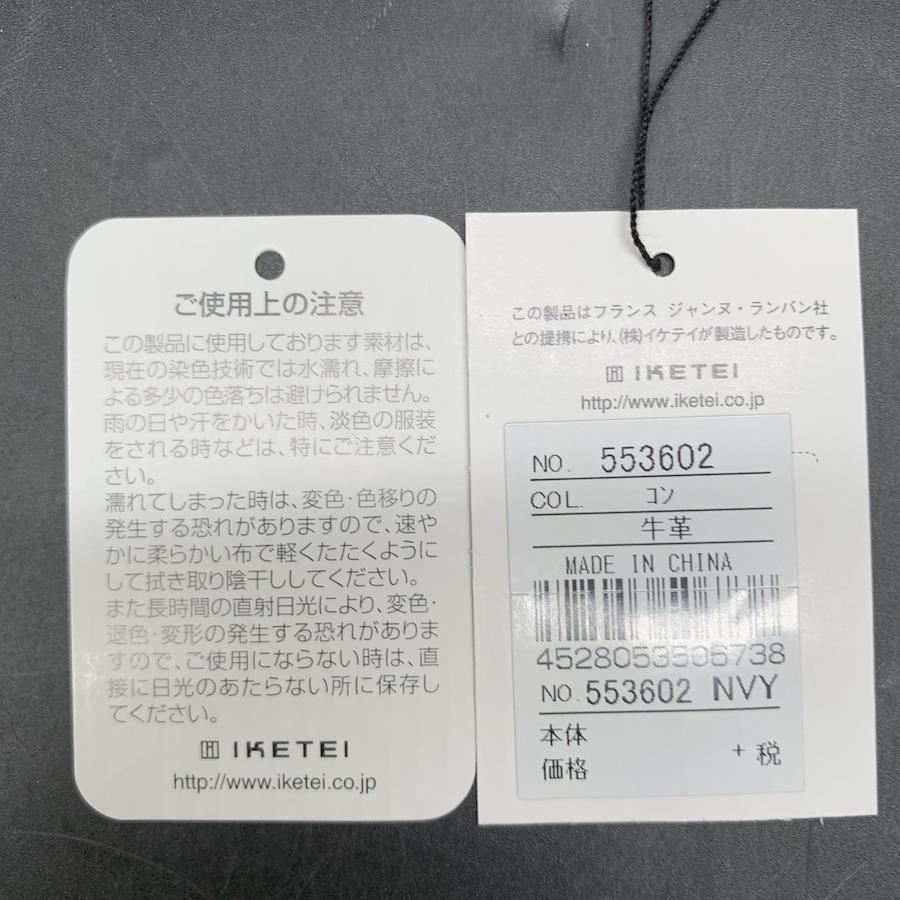 ご使用上の注意
この製品に使用しております素材は、
現在の染色技術では水濡れ、摩擦に
よる多少の色落ちは避けられません。
雨の日や汗をかいた時、淡色の服装
をされる時などは、特にご注意くだ
さい。
濡れてしまった時は、変色・色移りの
発生する恐れがありますので、速や
かに柔らかい布で軽くたたくように
して拭き取り陰干ししてください。
また長時間の直射日光により、変色・
退色・変形の発生する恐れがありま
すので、ご使用にならない時は、直
接に日光のあたらない所に保存し
てください。
IKETEI
http://www.iketei.co.jp
この製品はフランス ジャンヌ・ランバン社
との提携により、(株)イケテイが製造したものです。
IKETEI
http://www.iketei.co.jp
NO. 553602
COL. コン
牛革
MADE IN CHINA
4528053506738
NO. 553602 NVY
本体
価格 + 税